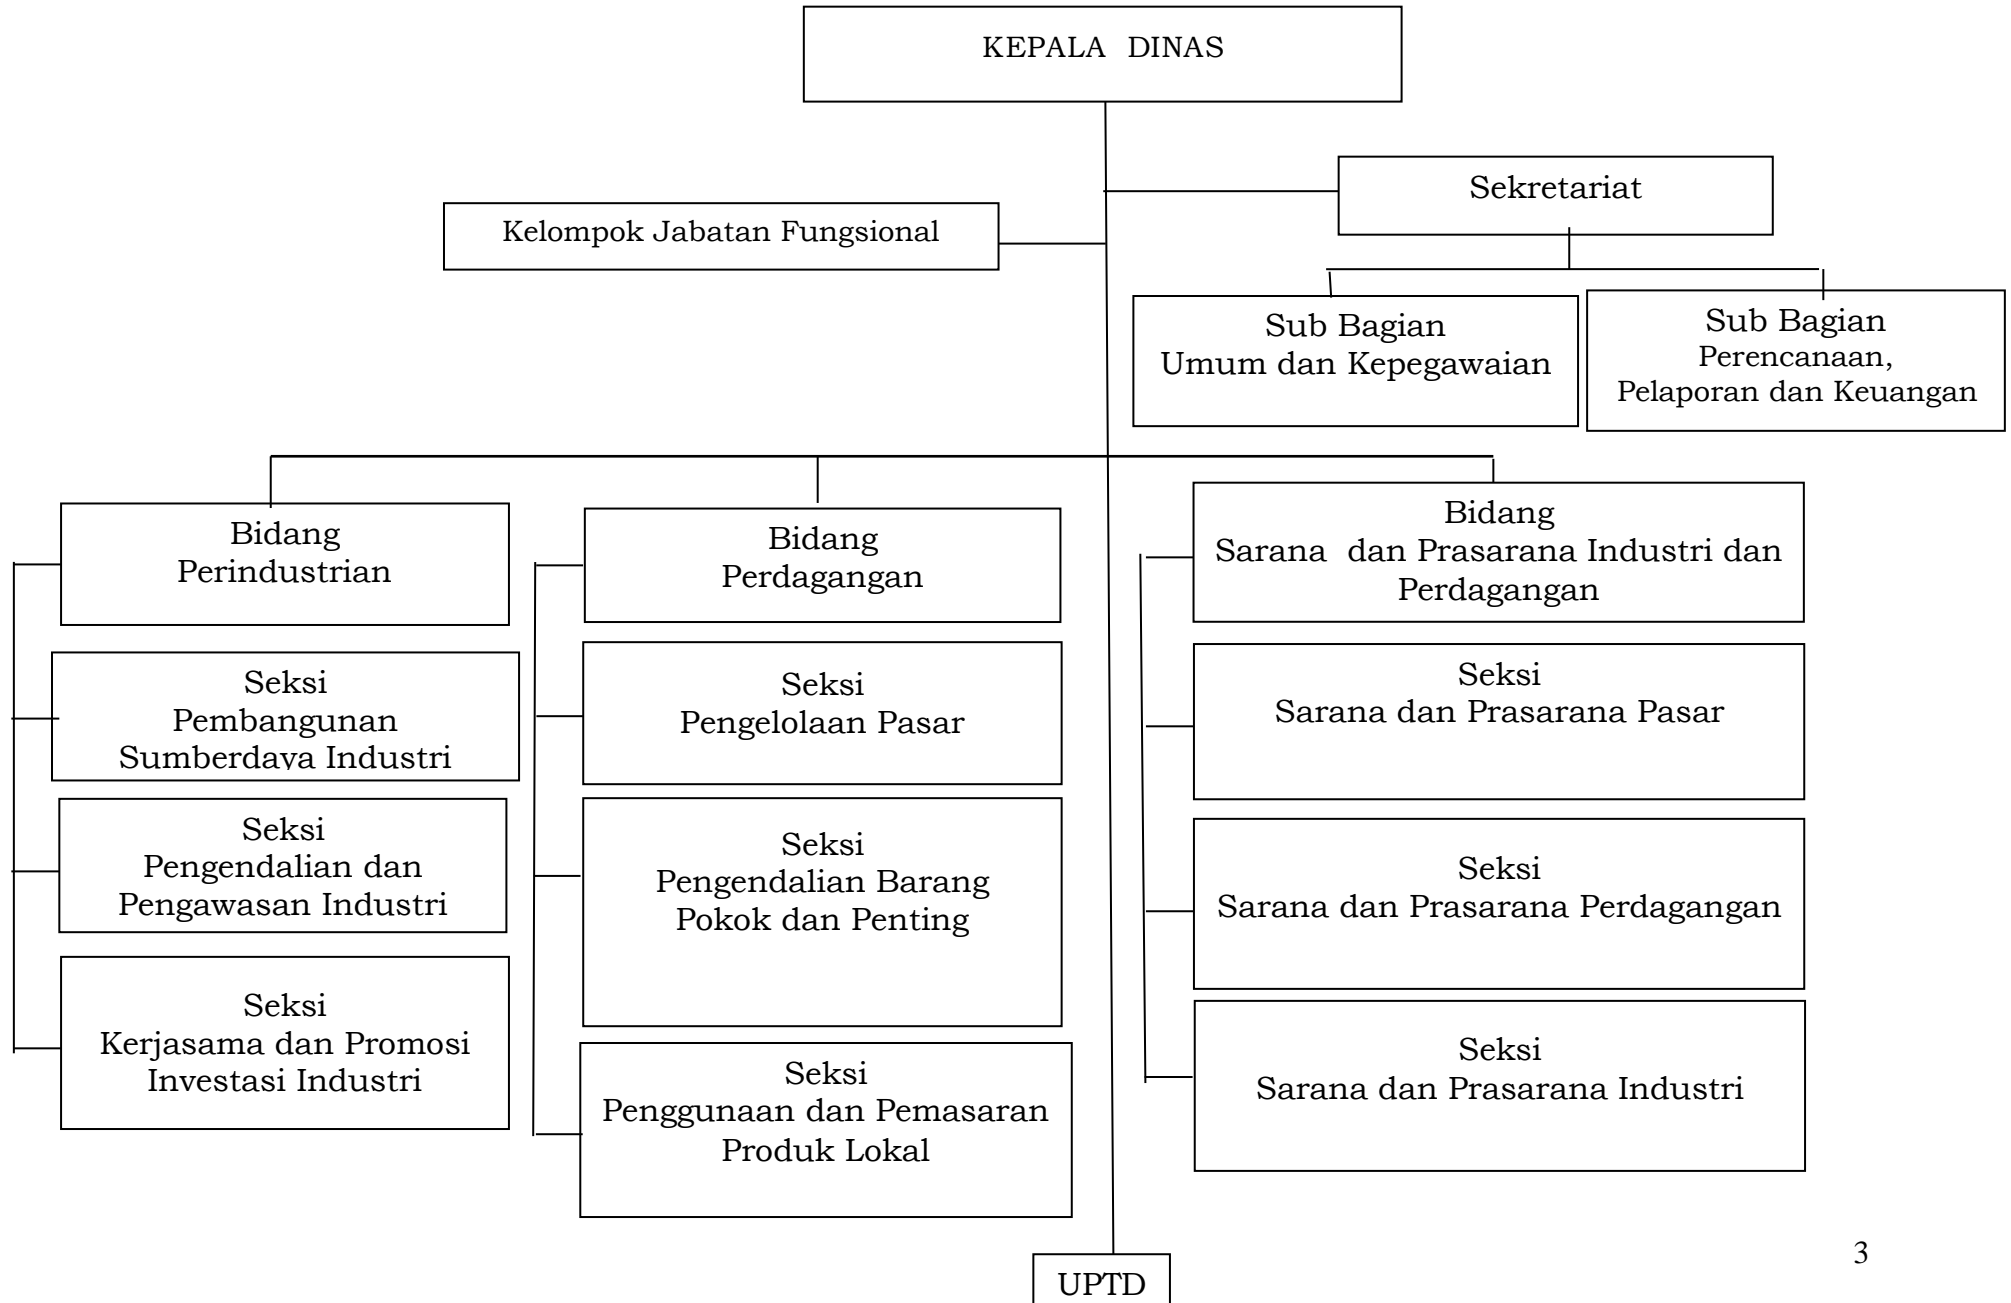 KEPALA DINAS
Sekretariat
Kelompok Jabatan Fungsional
Sub Bagian
Umum dan Kepegawaian
Sub Bagian
Perencanaan,
Pelaporan dan Keuangan
Bidang
Perindustrian
Seksi
Pembangunan
Sumberdaya Industri
Seksi
Pengendalian dan
Pengawasan Industri
Seksi
Kerjasama dan Promosi
Investasi Industri
Bidang
Perdagangan
Seksi
Pengelolaan Pasar
Seksi
Pengendalian Barang
Pokok dan Penting
Seksi
Penggunaan dan Pemasaran
Produk Lokal
Bidang
Sarana dan Prasarana Industri dan
Perdagangan
Seksi
Sarana dan Prasarana Pasar
Seksi
Sarana dan Prasarana Perdagangan
Seksi
Sarana dan Prasarana Industri
UPTD
3